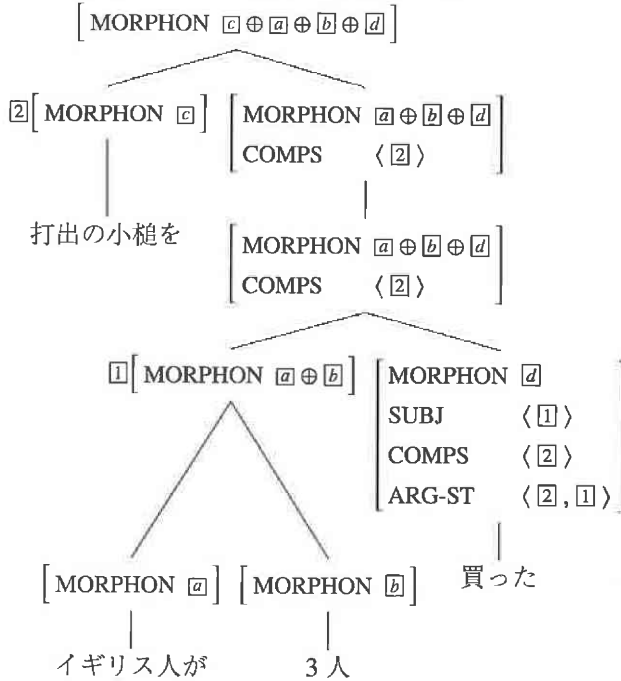 [ MORPHON c ⊕ a ⊕ b ⊕ d ]
2 [ MORPHON c ] [ MORPHON a ⊕ b ⊕ d
COMPS ⟨ 2 ⟩ ]
打出の小槌を
[ MORPHON a ⊕ b ⊕ d
COMPS ⟨ 2 ⟩ ]
1 [ MORPHON a ⊕ b ] [ MORPHON d
SUBJ ⟨ 1 ⟩
COMPS ⟨ 2 ⟩
ARG-ST ⟨ 2 , 1 ⟩ ]
[ MORPHON a ] [ MORPHON b ] 買った
イギリス人が 3人